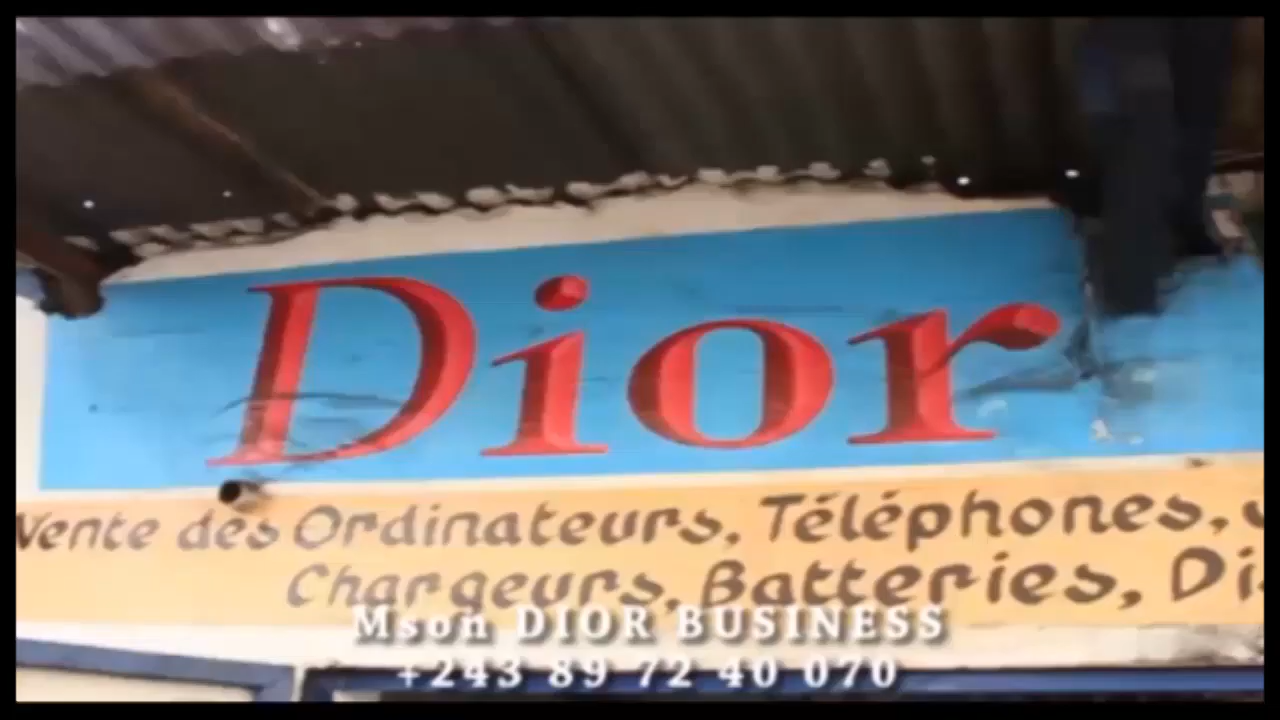 Dior
Vente des Ordinateurs, Téléphones,
Chargeurs, Batteries,
Mson DIOR BUSINESS
+243 89 72 40 070